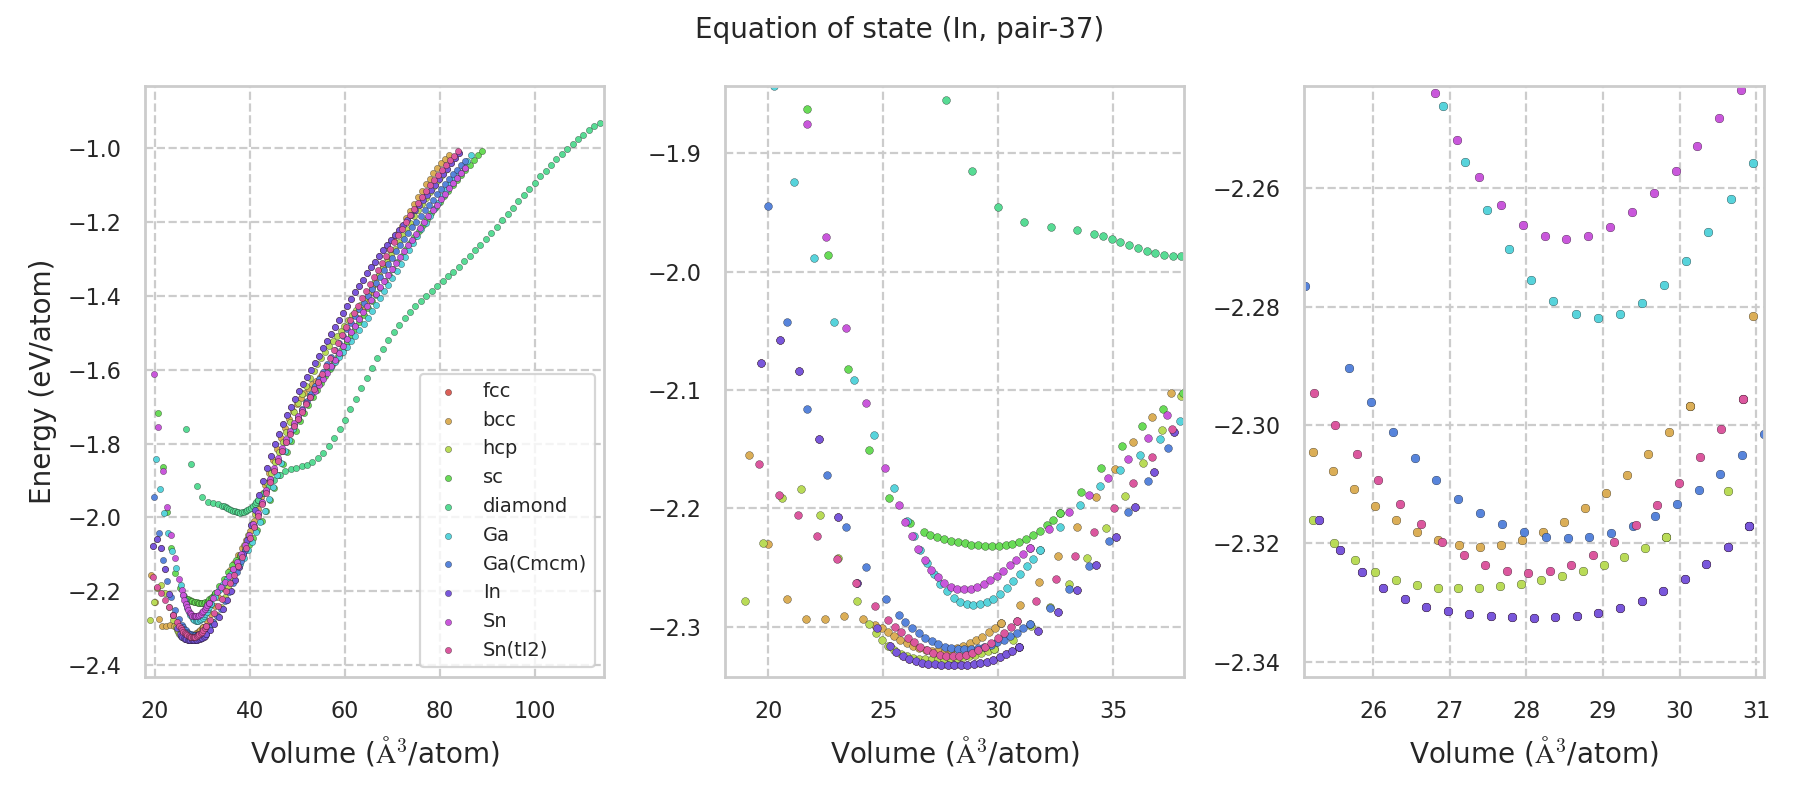 Equation of state (In, pair-37)
Energy (eV/atom)
−1.0
−1.2
−1.4
−1.6
−1.8
−2.0
−2.2
−2.4
fcc
bcc
hcp
sc
diamond
Ga
Ga(Cmcm)
In
Sn
Sn(tI2)
20 40 60 80 100
Volume (Å³/atom)
−1.9
−2.0
−2.1
−2.2
−2.3
20 25 30 35
Volume (Å³/atom)
−2.26
−2.28
−2.30
−2.32
−2.34
26 27 28 29 30 31
Volume (Å³/atom)